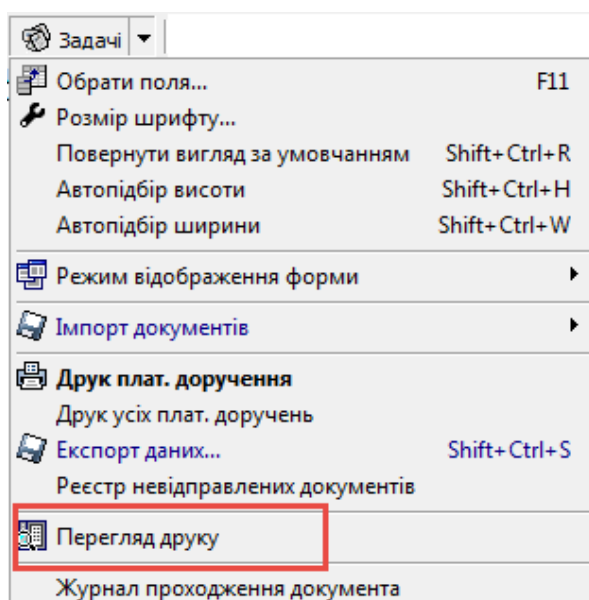 Задачі
Обрати поля... F11
Розмір шрифту...
Повернути вигляд за умовчанням Shift+Ctrl+R
Автопідбір висоти Shift+Ctrl+H
Автопідбір ширини Shift+Ctrl+W
Режим відображення форми
Імпорт документів
Друк плат. доручення
Друк усіх плат. доручень
Експорт даних... Shift+Ctrl+S
Реєстр невідправлених документів
Перегляд друку
Журнал проходження документа